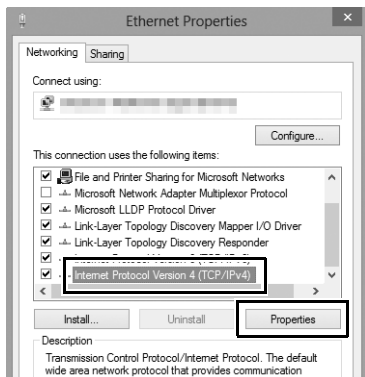 Ethernet Properties
Networking
Sharing
Connect using:
Configure...
This connection uses the following items:
File and Printer Sharing for Microsoft Networks
Microsoft Network Adapter Multiplexor Protocol
Microsoft LLDP Protocol Driver
Link-Layer Topology Discovery Mapper I/O Driver
Link-Layer Topology Discovery Responder
Internet Protocol Version 4 (TCP/IPv4)
Install...
Uninstall
Properties
Description
Transmission Control Protocol/Internet Protocol. The default
wide area network protocol that provides communication